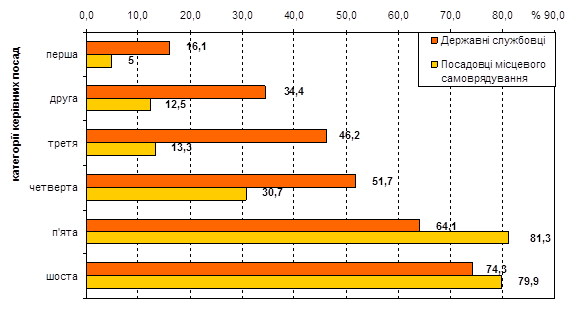 0,0 10,0 20,0 30,0 40,0 50,0 60,0 70,0 80,0 % 90,0
Державні службовці
Посадовці місцевого
самоврядування
категорії керівних посад
перша 16,1
5
друга 34,4
12,5
третя 46,2
13,3
четверта 51,7
30,7
п'ята 64,1
81,3
шоста 74,3
79,9